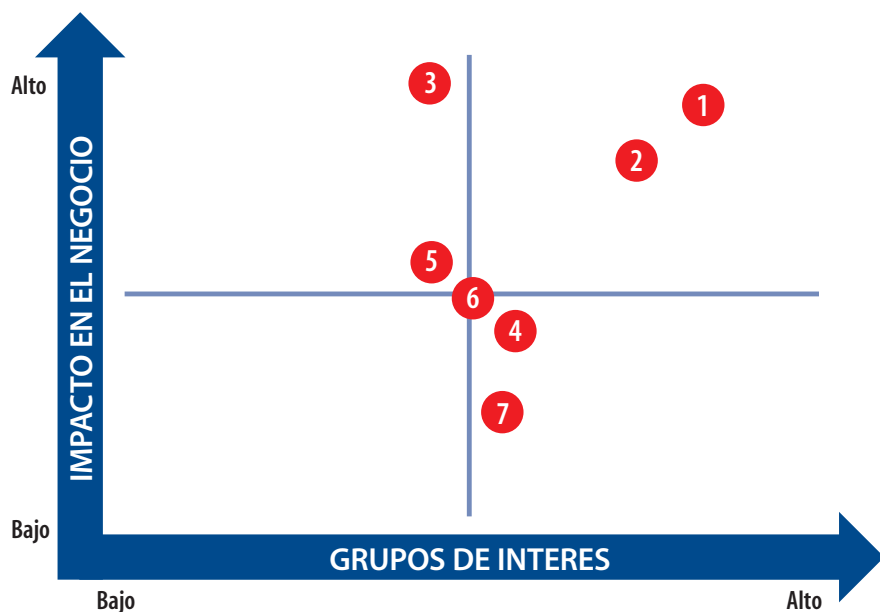 Alto
IMPACTO EN EL NEGOCIO
3
1
2
5
6
4
7
Bajo
GRUPOS DE INTERES
Bajo
Alto